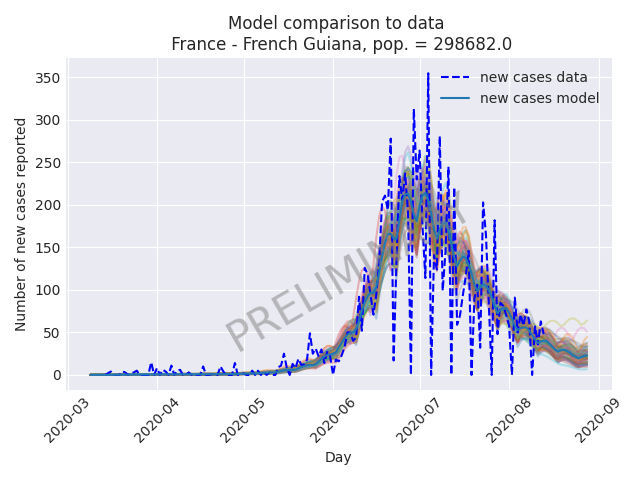 Model comparison to data
France - French Guiana, pop. = 298682.0
new cases data
new cases model
Number of new cases reported
350
300
250
200
150
100
50
0
PRELIMINARY
2020-03
2020-04
2020-05
2020-06
2020-07
2020-08
2020-09
Day